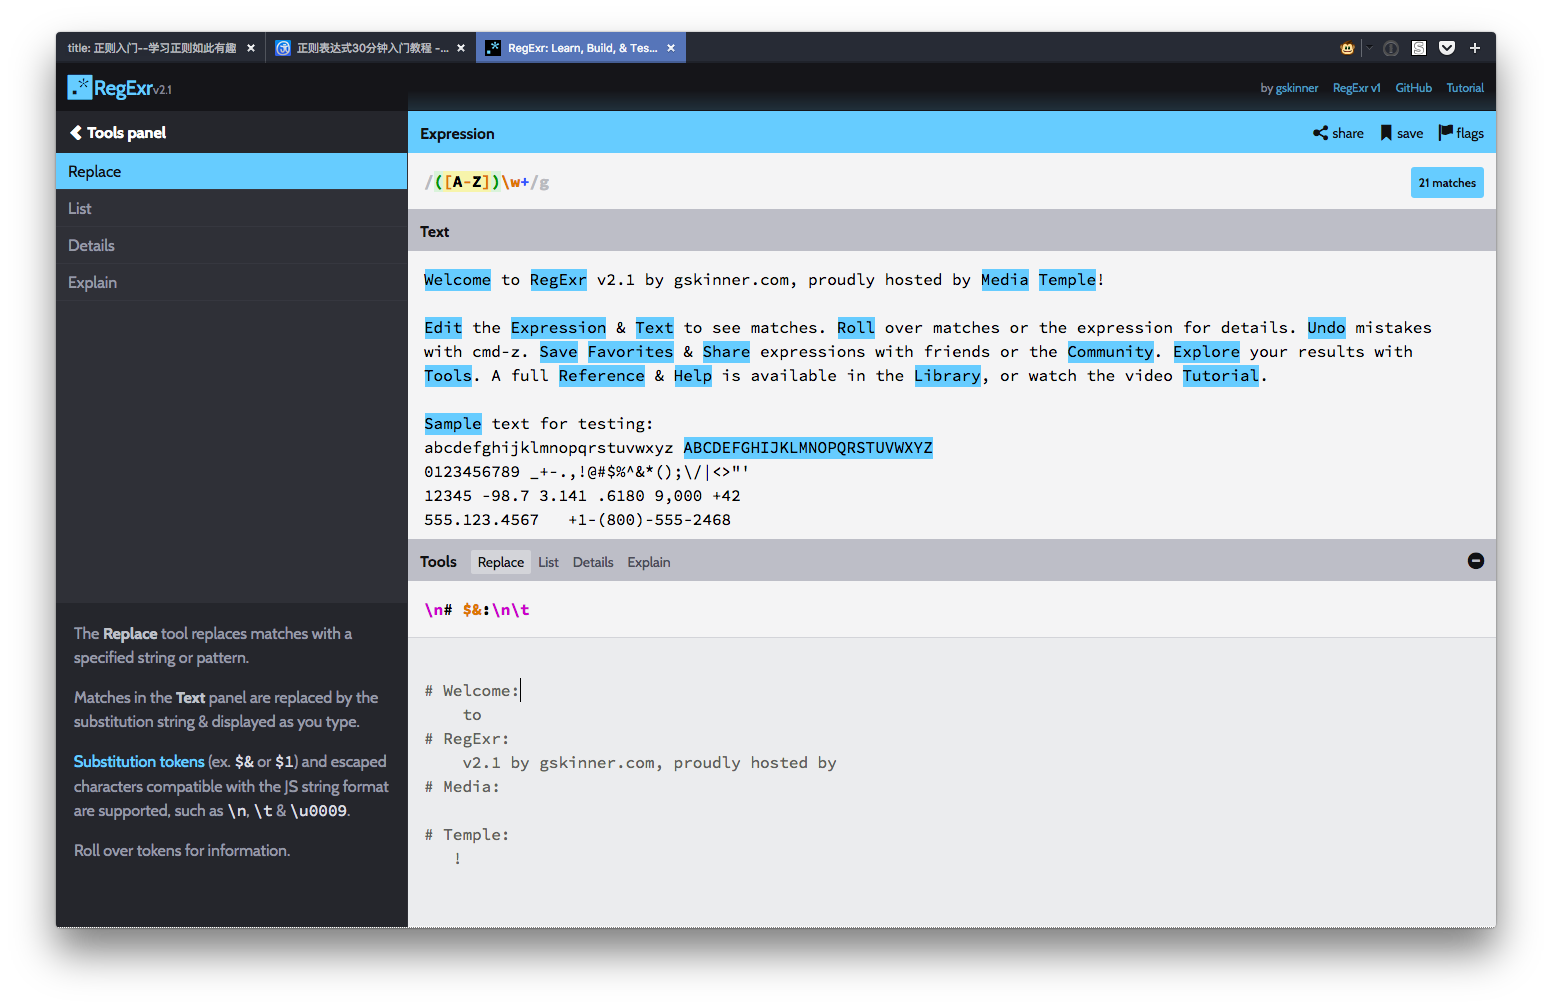 title: 正则入门--学习正则如此有趣 ×
正则表达式30分钟入门教程 -... ×
RegExr: Learn, Build, & Tes... ×
RegExr v2.1
by gskinner RegExr v1 GitHub Tutorial
Tools panel
Replace
List
Details
Explain
The Replace tool replaces matches with a
specified string or pattern.
Matches in the Text panel are replaced by the
substitution string & displayed as you type.
Substitution tokens (ex. $& or $1) and escaped
characters compatible with the JS string format
are supported, such as \n, \t & \u0009.
Roll over tokens for information.
Expression share save flags
/([A-Z])\w+/g 21 matches
Text
Welcome to RegExr v2.1 by gskinner.com, proudly hosted by Media Temple!
Edit the Expression & Text to see matches. Roll over matches or the expression for details. Undo mistakes
with cmd-z. Save Favorites & Share expressions with friends or the Community. Explore your results with
Tools. A full Reference & Help is available in the Library, or watch the video Tutorial.
Sample text for testing:
abcdefghijklmnopqrstuvwxyz ABCDEFGHIJKLMNOPQRSTUVWXYZ
0123456789 _+-.,!@#$%^&*();\/|<>"'
12345 -98.7 3.141 .6180 9,000 +42
555.123.4567   +1-(800)-555-2468
Tools Replace List Details Explain
\n# $&:\n\t
# Welcome:
to
# RegExr:
v2.1 by gskinner.com, proudly hosted by
# Media:
# Temple:
!